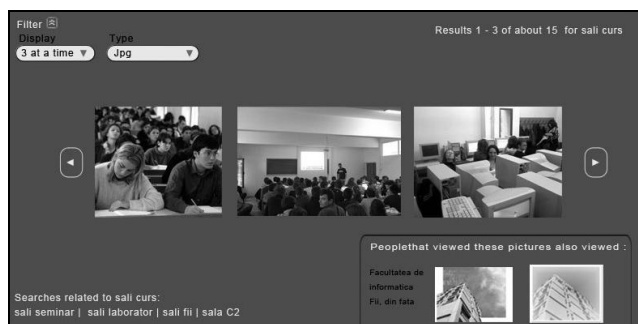 Filter
Results 1 - 3 of about 15 for sali curs
Display Type
3 at a time ▼ Jpg ▼
Peoplethat viewed these pictures also viewed :
Facultatea de
informatica
Fii, din fata
Searches related to sali curs:
sali seminar | sali laborator | sali fii | sala C2